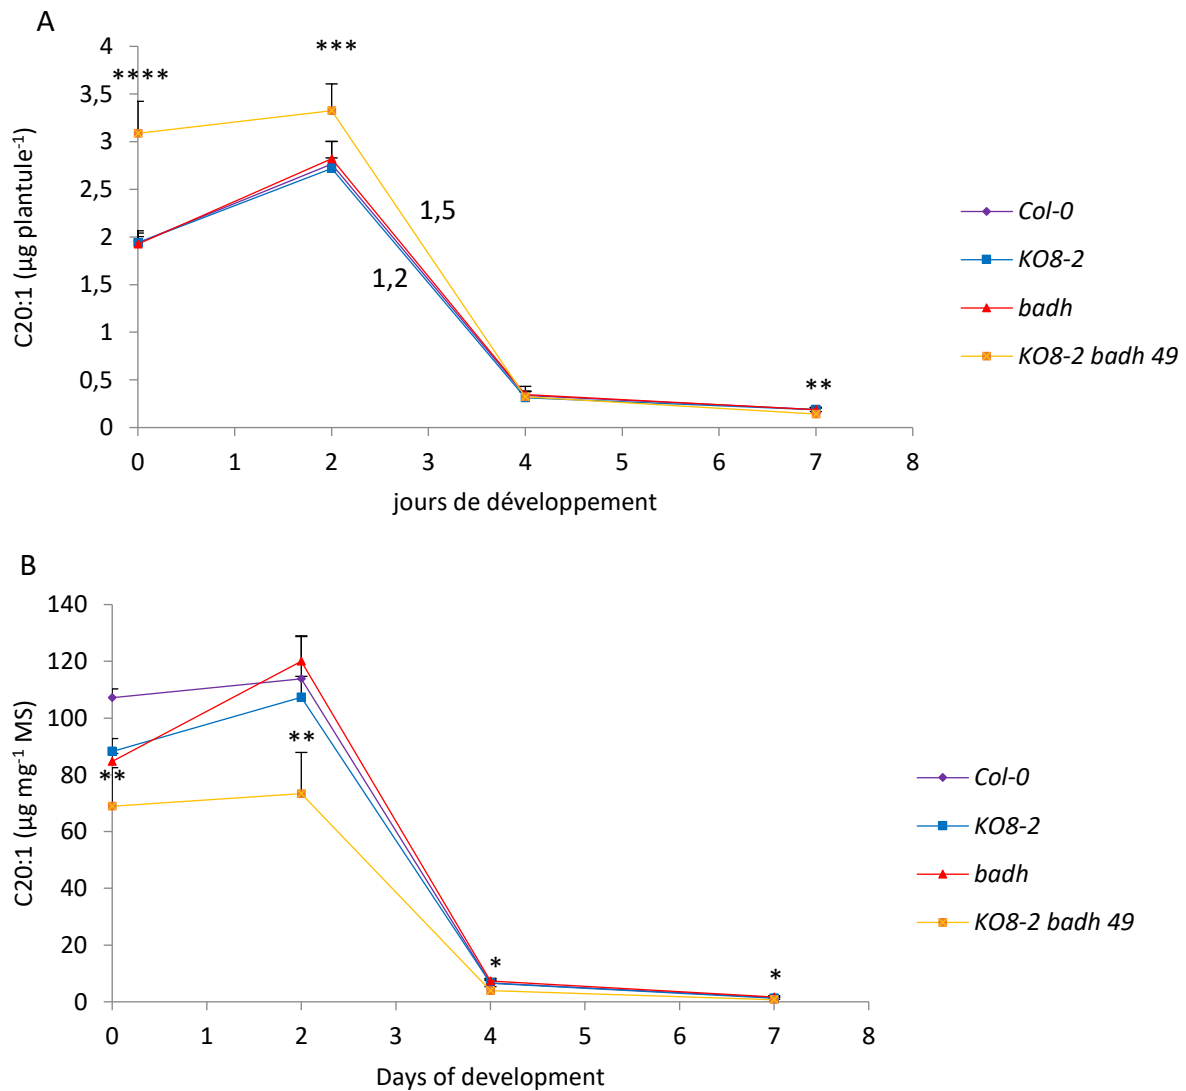 A
4
3,5
3
2,5
2
1,5
1
0,5
0
C20:1 (µg plantule-1)
****
***
1,5
1,2
**
0 1 2 3 4 5 6 7 8
jours de développement
Col-0
KO8-2
badh
KO8-2 badh 49
B
140
120
100
80
60
40
20
0
C20:1 (µg mg-1 MS)
**
**
*
*
0 1 2 3 4 5 6 7 8
Days of development
Col-0
KO8-2
badh
KO8-2 badh 49